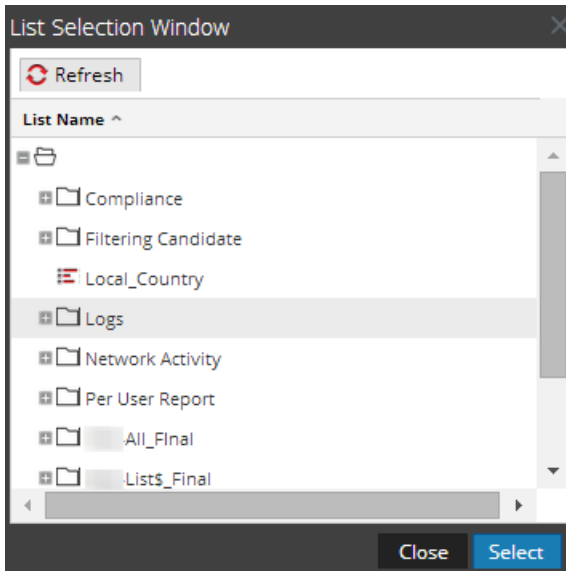 List Selection Window
Refresh
List Name
Compliance
Filtering Candidate
Local_Country
Logs
Network Activity
Per User Report
-All_FInal
-List$_Final
Close Select